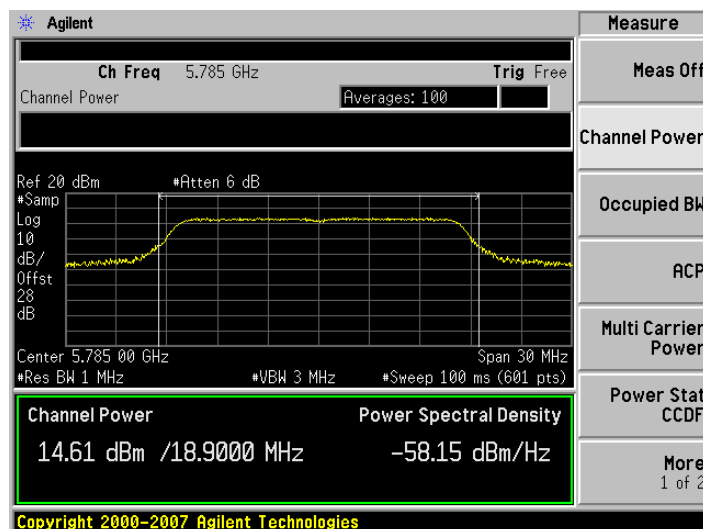 Agilent
Measure
Ch Freq 5.785 GHz Trig Free
Meas Off
Channel Power Averages: 100
Channel Power
Ref 20 dBm #Atten 6 dB
#Samp
Log
10
dB/
Offst
28
dB
Occupied BW
ACP
Center 5.785 00 GHz Span 30 MHz
#Res BW 1 MHz #VBW 3 MHz #Sweep 100 ms (601 pts)
Multi Carrier
Power
Channel Power Power Spectral Density
14.61 dBm /18.9000 MHz -58.15 dBm/Hz
Power Stat
CCDF
More
1 of 2
Copyright 2000-2007 Agilent Technologies